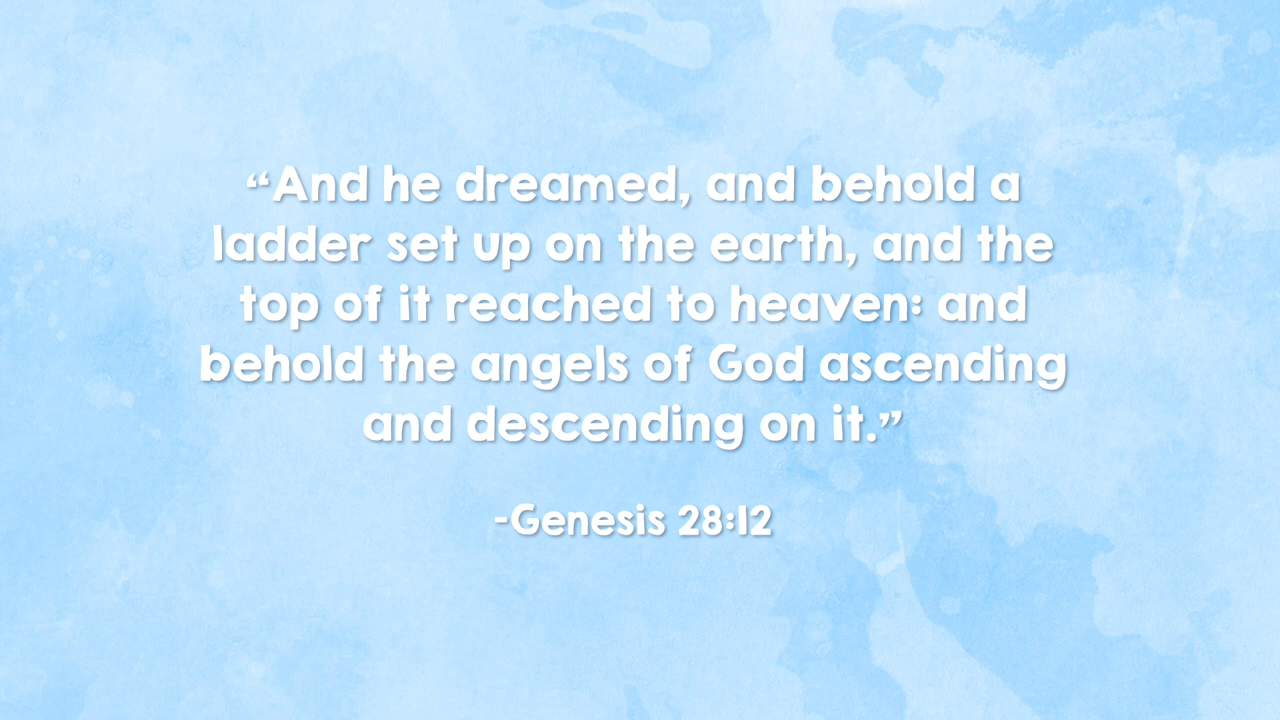 “And he dreamed, and behold a
ladder set up on the earth, and the
top of it reached to heaven: and
behold the angels of God ascending
and descending on it.”
-Genesis 28:12